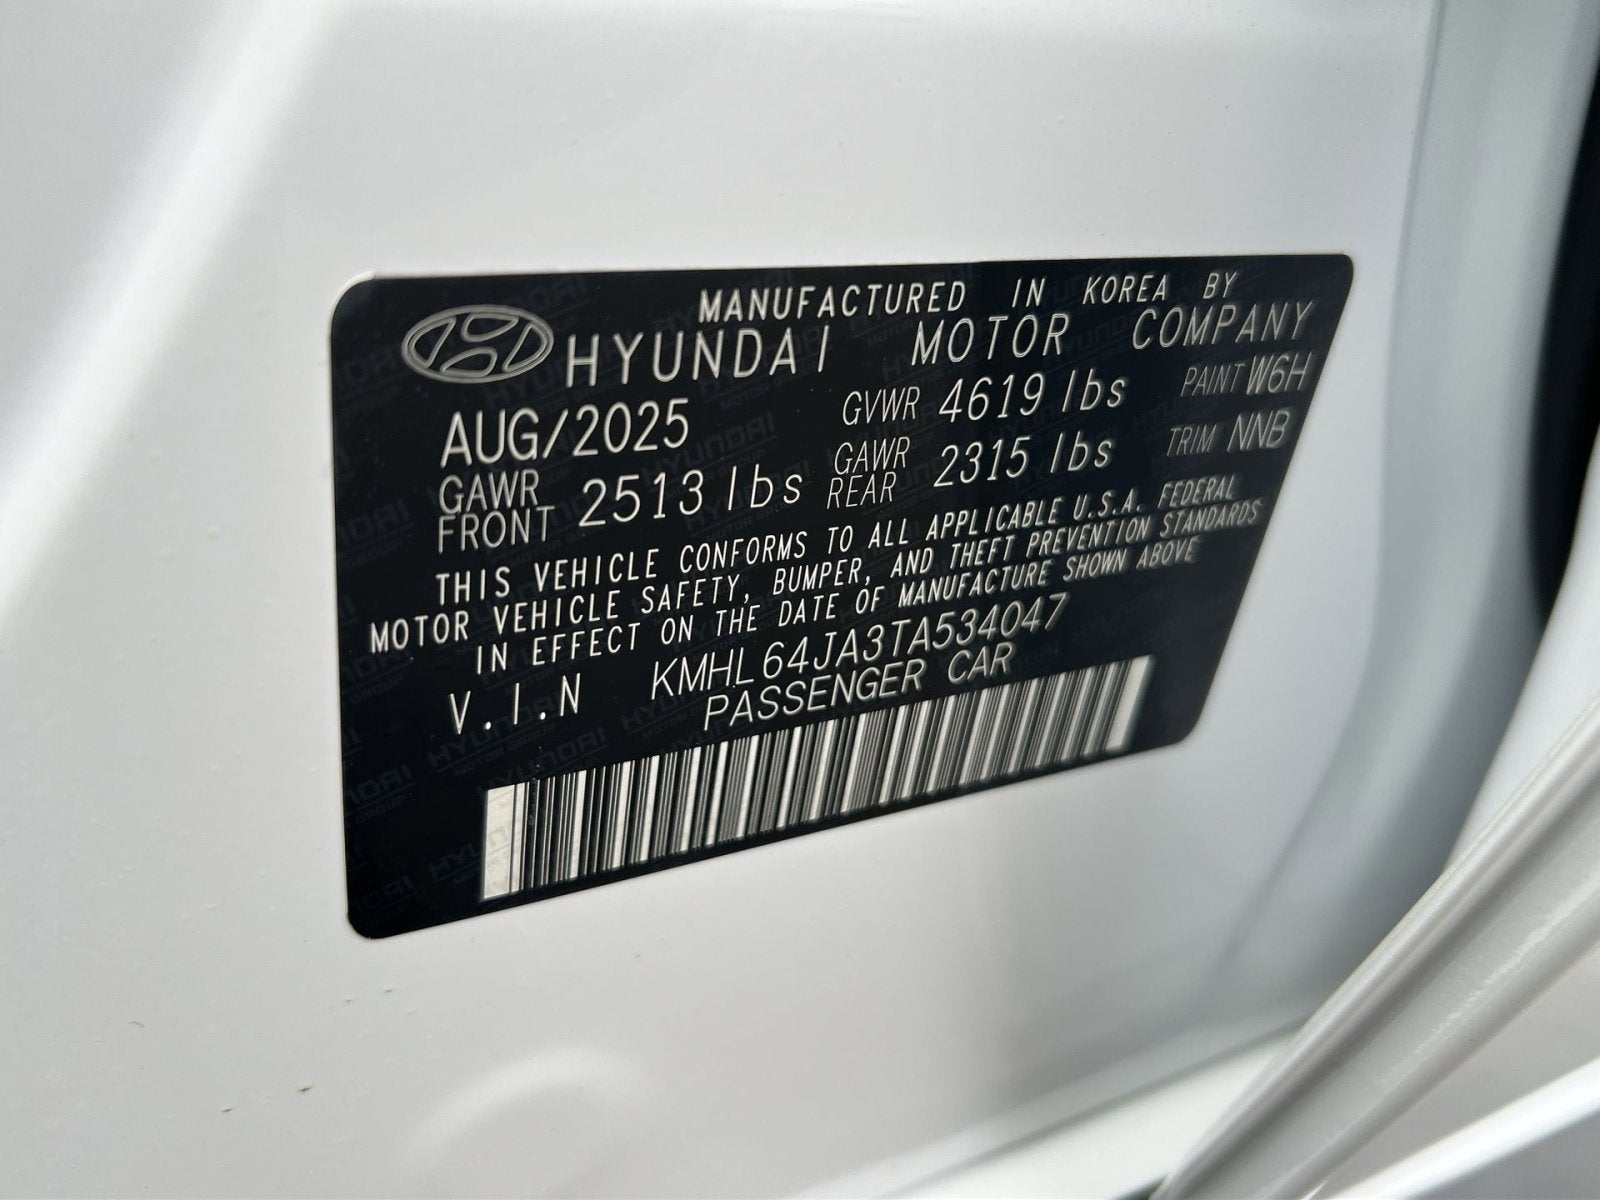 MANUFACTURED IN KOREA BY
HYUNDAI MOTOR COMPANY
AUG/2025 GVWR 4619 lbs PAINT W6H
GAWR FRONT 2513 lbs GAWR REAR 2315 lbs TRIM NNB
THIS VEHICLE CONFORMS TO ALL APPLICABLE U.S.A. FEDERAL
MOTOR VEHICLE SAFETY, BUMPER, AND THEFT PREVENTION STANDARDS
IN EFFECT ON THE DATE OF MANUFACTURE SHOWN ABOVE
V.I.N KMHL64JA3TA534047
PASSENGER CAR